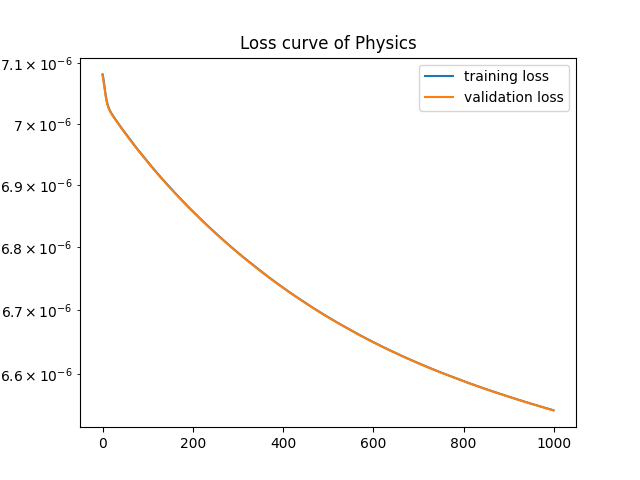 Loss curve of Physics
7.1 × 10⁻⁶
7 × 10⁻⁶
6.9 × 10⁻⁶
6.8 × 10⁻⁶
6.7 × 10⁻⁶
6.6 × 10⁻⁶
training loss
validation loss
0 200 400 600 800 1000